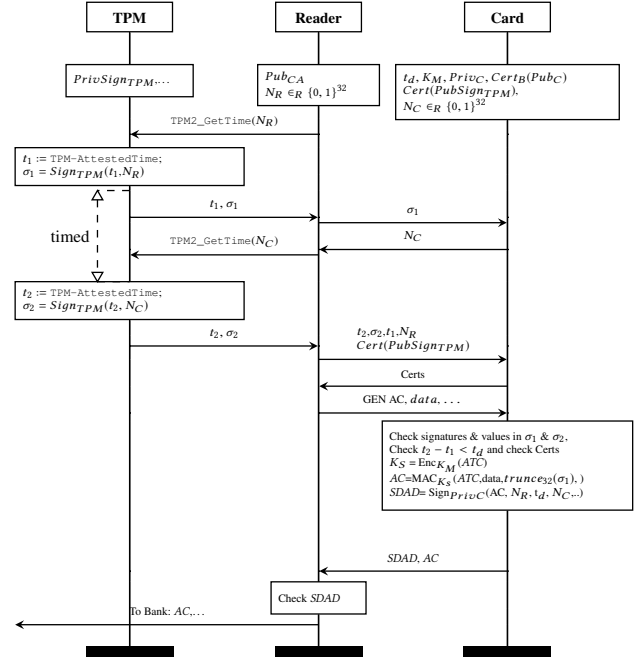 TPM Reader Card
PrivSign_TPM,...
Pub_CA
N_R ∈_R {0, 1}^32
t_d, K_M, Priv_C, Cert_B(Pub_C)
Cert(PubSign_TPM),
N_C ∈_R {0, 1}^32
TPM2_GetTime(N_R)
t_1 := TPM-AttestedTime;
σ_1 = Sign_TPM(t_1,N_R)
t_1, σ_1
σ_1
timed
N_C
TPM2_GetTime(N_C)
t_2 := TPM-AttestedTime;
σ_2 = Sign_TPM(t_2, N_C)
t_2, σ_2
t_2,σ_2,t_1,N_R
Cert(PubSign_TPM)
Certs
GEN AC, data, ...
Check signatures & values in σ_1 & σ_2,
Check t_2 − t_1 < t_d and check Certs
K_S = Enc_K_M(ATC)
AC=MAC_K_s(ATC,data,trunce_32(σ_1), )
SDAD= Sign_PrivC(AC, N_R, t_d, N_C,..)
SDAD, AC
Check SDAD
To Bank: AC,...